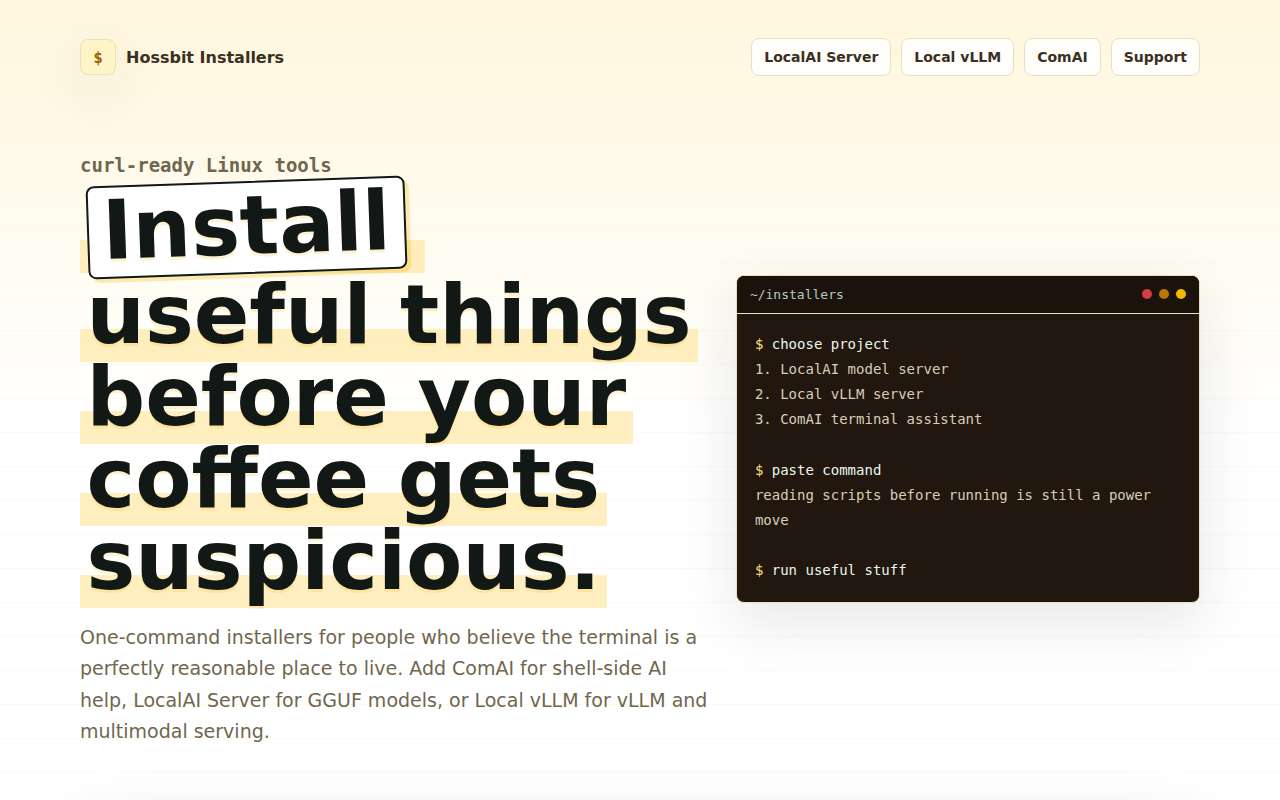 $ Hossbit Installers
LocalAI Server
Local vLLM
ComAI
Support
curl-ready Linux tools
Install
useful things
before your
coffee gets
suspicious.
One-command installers for people who believe the terminal is a
perfectly reasonable place to live. Add ComAI for shell-side AI
help, LocalAI Server for GGUF models, or Local vLLM for vLLM and
multimodal serving.
~/installers
$ choose project
1. LocalAI model server
2. Local vLLM server
3. ComAI terminal assistant
$ paste command
reading scripts before running is still a power
move
$ run useful stuff